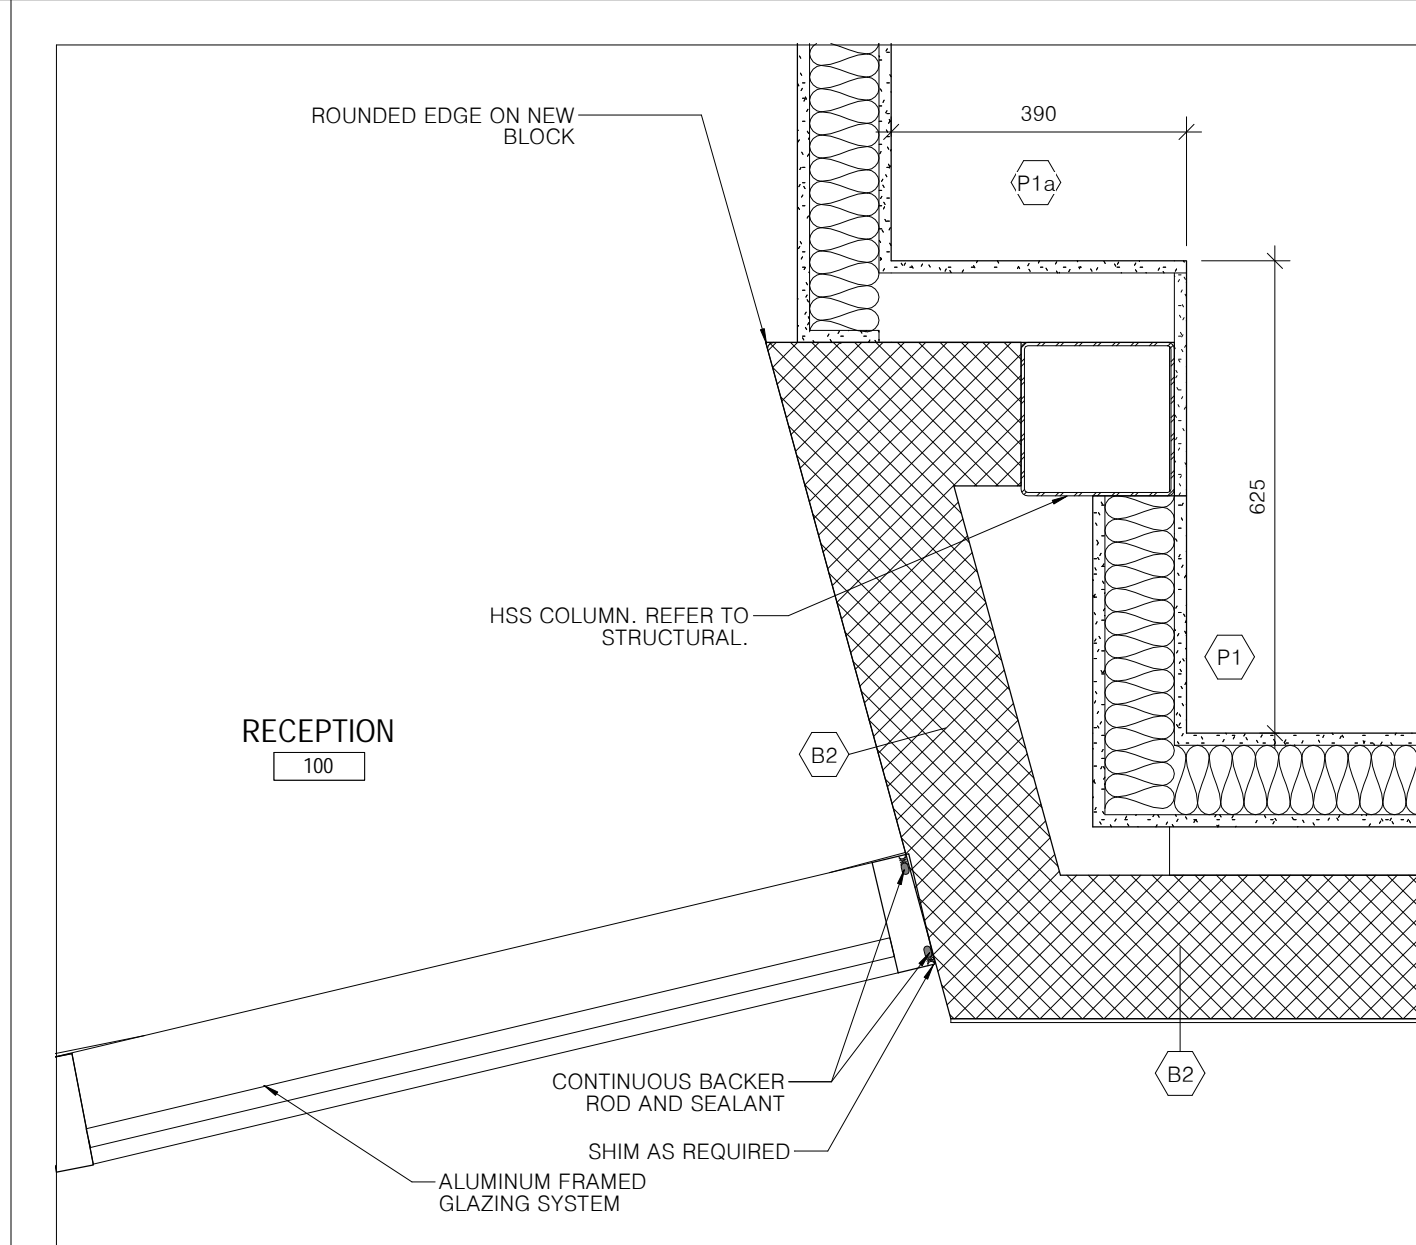 ROUNDED EDGE ON NEW
BLOCK
390
P1a
625
HSS COLUMN. REFER TO
STRUCTURAL.
P1
RECEPTION
100
B2
CONTINUOUS BACKER
ROD AND SEALANT
B2
SHIM AS REQUIRED
ALUMINUM FRAMED
GLAZING SYSTEM